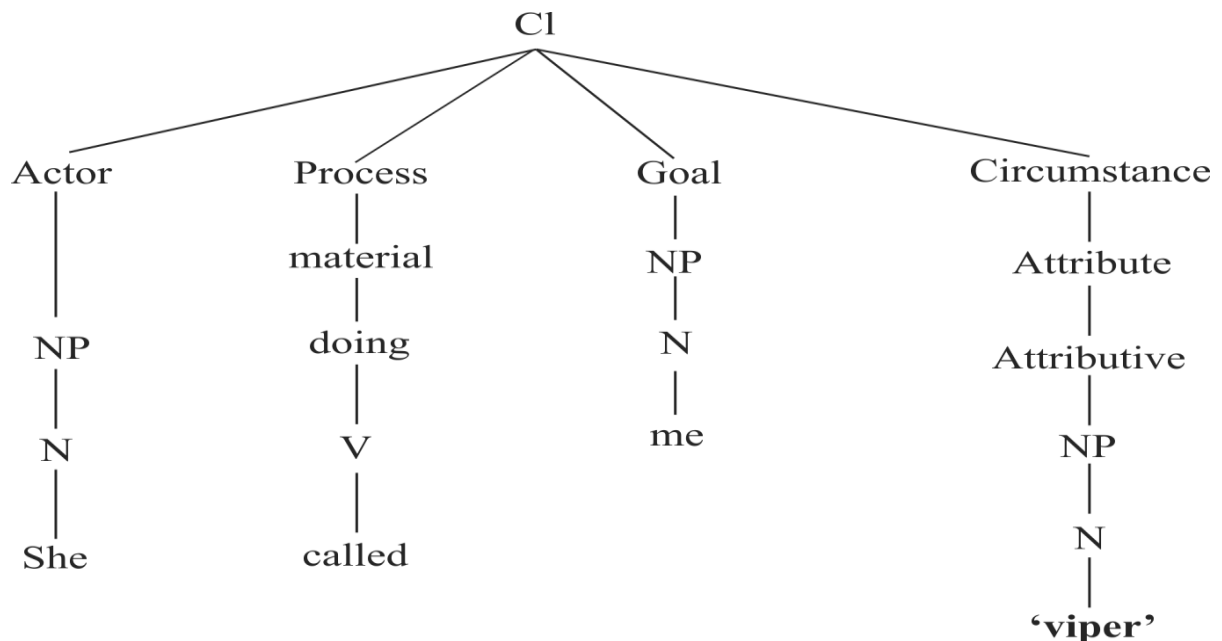 Cl
Actor Process Goal Circumstance
material NP Attribute
NP doing N Attributive
N V me NP
She called N
‘viper’